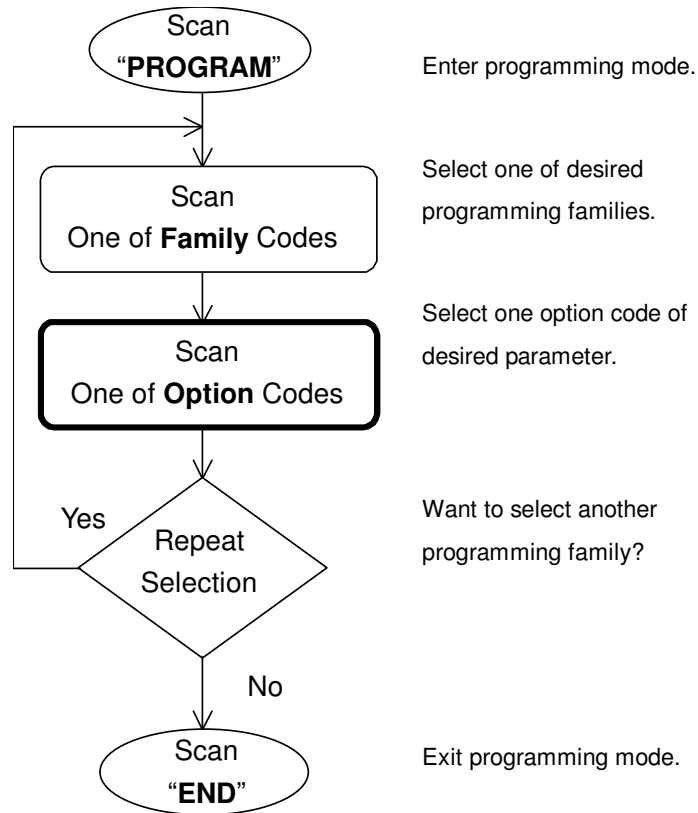 Scan
“PROGRAM”
Enter programming mode.
Scan
One of Family Codes
Select one of desired
programming families.
Scan
One of Option Codes
Select one option code of
desired parameter.
Yes
Repeat
Selection
Want to select another
programming family?
No
Scan
“END”
Exit programming mode.